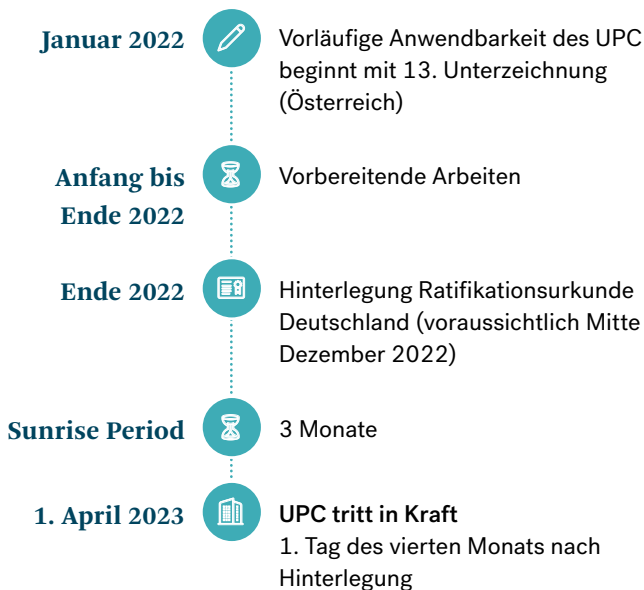 Januar 2022
Vorläufige Anwendbarkeit des UPC
beginnt mit 13. Unterzeichnung
(Österreich)
Anfang bis
Ende 2022
Vorbereitende Arbeiten
Ende 2022
Hinterlegung Ratifikationsurkunde
Deutschland (voraussichtlich Mitte
Dezember 2022)
Sunrise Period
3 Monate
1. April 2023
UPC tritt in Kraft
1. Tag des vierten Monats nach
Hinterlegung